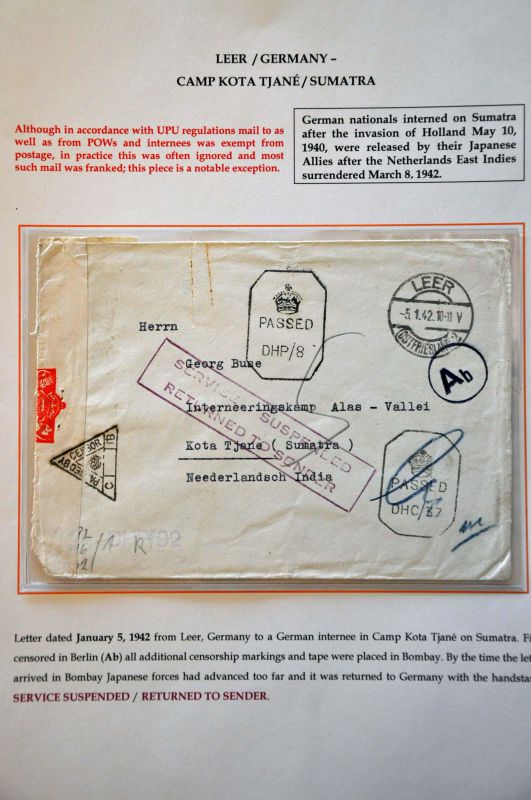 LEER / GERMANY –
CAMP KOTA TJANÉ / SUMATRA
Although in accordance with UPU regulations mail to as
well as from POWs and internees was exempt from
postage, in practice this was often ignored and most
such mail was franked; this piece is a notable exception.
German nationals interned on Sumatra
after the invasion of Holland May 10,
1940, were released by their Japanese
Allies after the Netherlands East Indies
surrendered March 8, 1942.
LEER
-5.1.42.10-11 V
(OSTFRIESLAND)
PASSED
DHP/8
Ab
Herrn
Georg Buse
Interneeringskamp Alas - Vallei
Kota Tjané ( Sumatra )
Neederlandsch India
SERVICE SUSPENDED
RETURNED TO SENDER
PASSED BY
CENSOR
B
C
PASSED
DHC/37
R
192
Letter dated January 5, 1942 from Leer, Germany to a German internee in Camp Kota Tjané on Sumatra.
censored in Berlin (Ab) all additional censorship markings and tape were placed in Bombay. By the time the
arrived in Bombay Japanese forces had advanced too far and it was returned to Germany with the
SERVICE SUSPENDED / RETURNED TO SENDER.